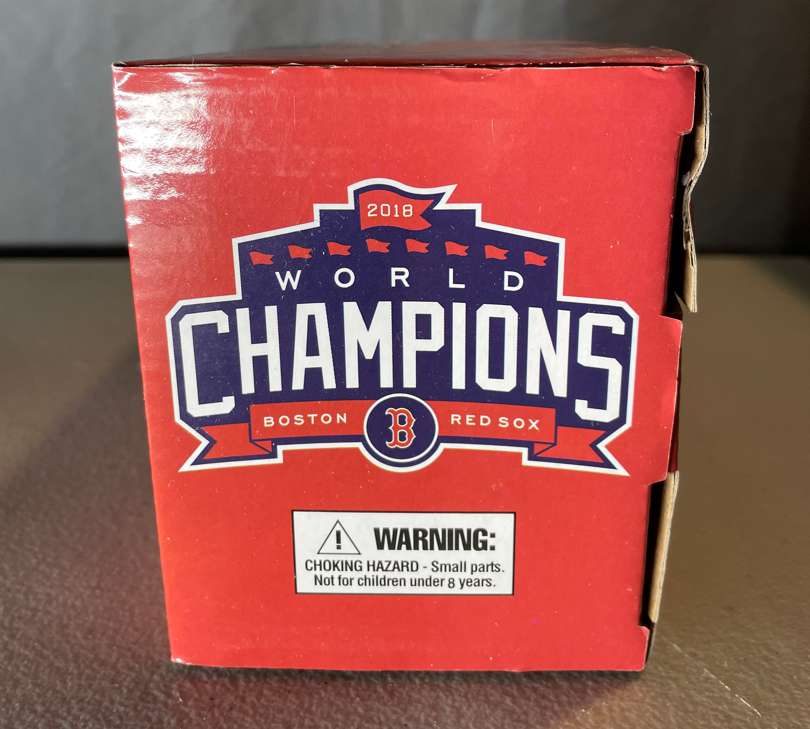 2018
WORLD
CHAMPIONS
BOSTON B RED SOX
! WARNING:
CHOKING HAZARD - Small parts.
Not for children under 8 years.